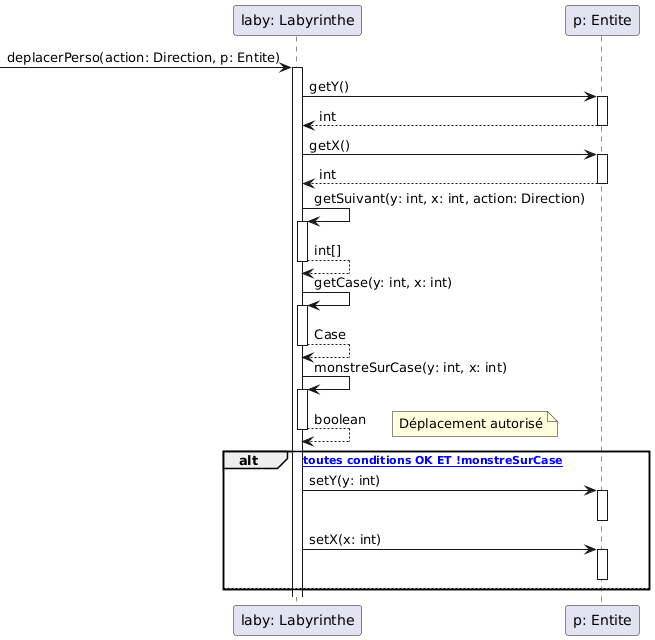 laby: Labyrinthe
p: Entite
deplacerPerso(action: Direction, p: Entite)
getY()
int
getX()
int
getSuivant(y: int, x: int, action: Direction)
int[]
getCase(y: int, x: int)
Case
monstreSurCase(y: int, x: int)
boolean
Déplacement autorisé
alt
toutes conditions OK ET !monstreSurCase
setY(y: int)
setX(x: int)
laby: Labyrinthe
p: Entite